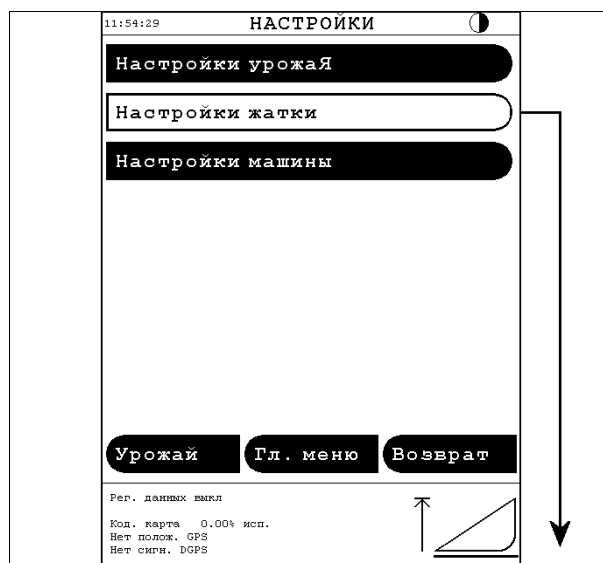 11:54:29 НАСТРОЙКИ
Настройки урожаЯ
Настройки жатки
Настройки машины
Урожай Гл. меню Возврат
Рег. данных выкл
Код. карта 0.00% исп.
Нет полож. GPS
Нет сигн. DGPS